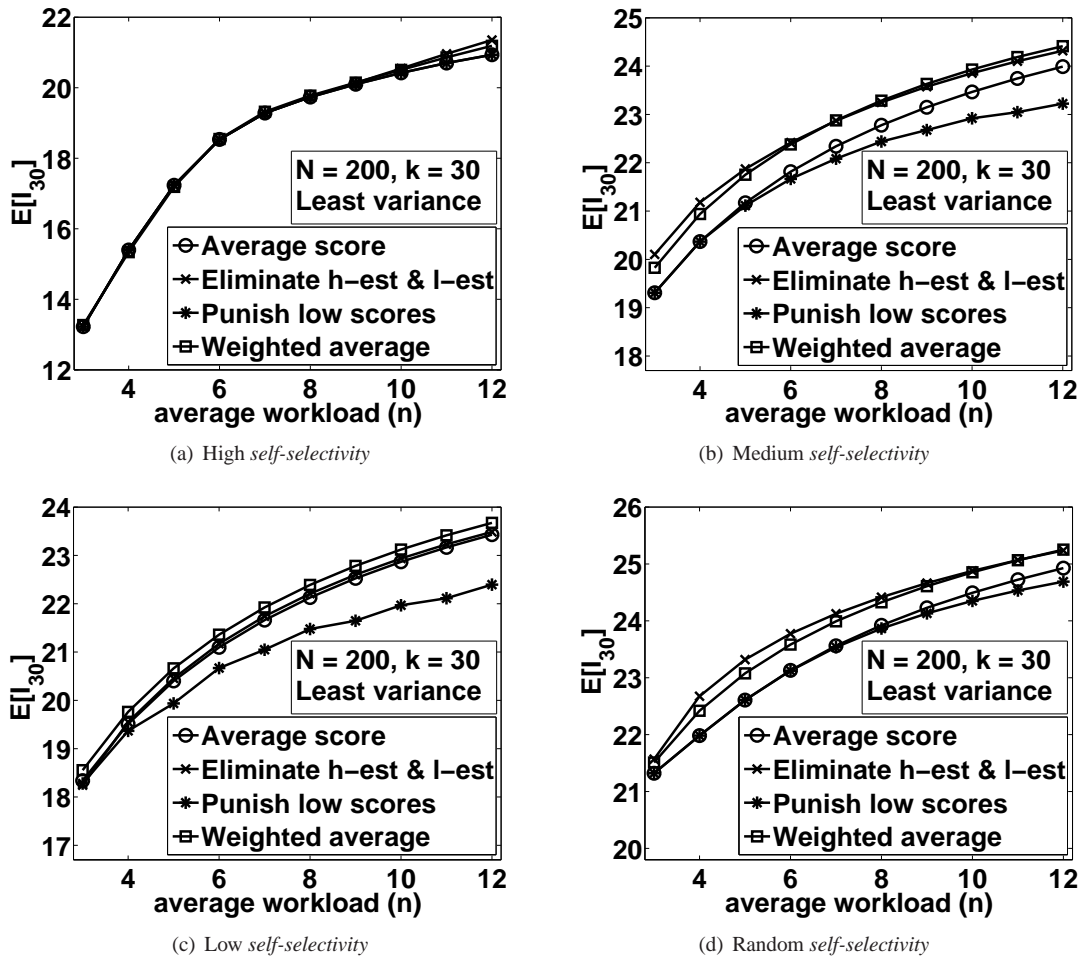 22
20
18
16
14
12
E[I30]
N = 200, k = 30
Least variance
Average score
Eliminate h−est & l−est
Punish low scores
Weighted average
4 6 8 10 12
average workload (n)
(a) High self-selectivity
25
24
23
22
21
20
19
18
E[I30]
N = 200, k = 30
Least variance
Average score
Eliminate h−est & l−est
Punish low scores
Weighted average
4 6 8 10 12
average workload (n)
(b) Medium self-selectivity
24
23
22
21
20
19
18
17
E[I30]
N = 200, k = 30
Least variance
Average score
Eliminate h−est & l−est
Punish low scores
Weighted average
4 6 8 10 12
average workload (n)
(c) Low self-selectivity
26
25
24
23
22
21
20
E[I30]
N = 200, k = 30
Least variance
Average score
Eliminate h−est & l−est
Punish low scores
Weighted average
4 6 8 10 12
average workload (n)
(d) Random self-selectivity